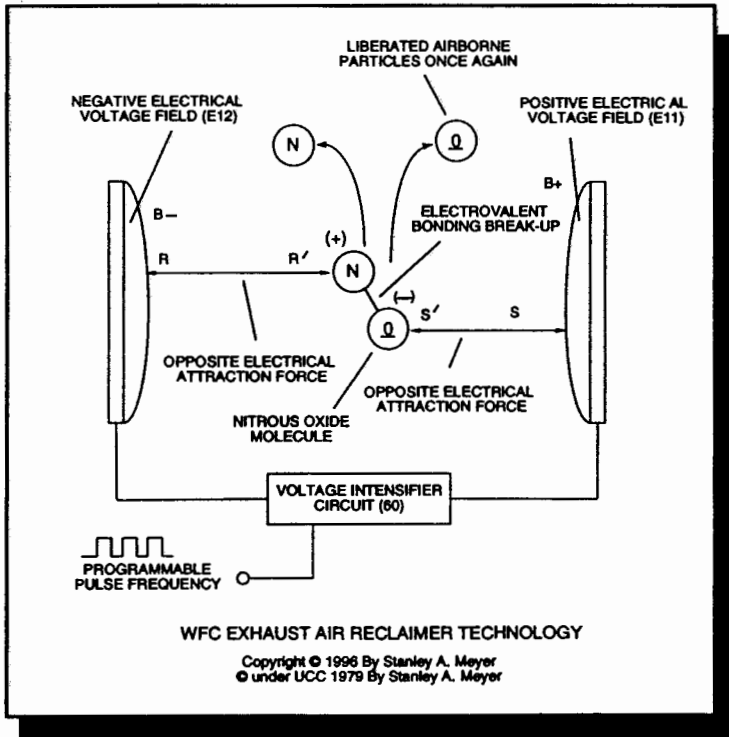 LIBERATED AIRBORNE
PARTICLES ONCE AGAIN
NEGATIVE ELECTRICAL
VOLTAGE FIELD (E12)
POSITIVE ELECTRIC AL
VOLTAGE FIELD (E11)
N
O
B+
B–
ELECTROVALENT
BONDING BREAK-UP
(+)
R
R′
N
(–)
S′
S
O
OPPOSITE ELECTRICAL
ATTRACTION FORCE
OPPOSITE ELECTRICAL
ATTRACTION FORCE
NITROUS OXIDE
MOLECULE
VOLTAGE INTENSIFIER
CIRCUIT (60)
PROGRAMMABLE
PULSE FREQUENCY
WFC EXHAUST AIR RECLAIMER TECHNOLOGY
Copyright © 1996 By Stanley A. Meyer
© under UCC 1979 By Stanley A. Meyer